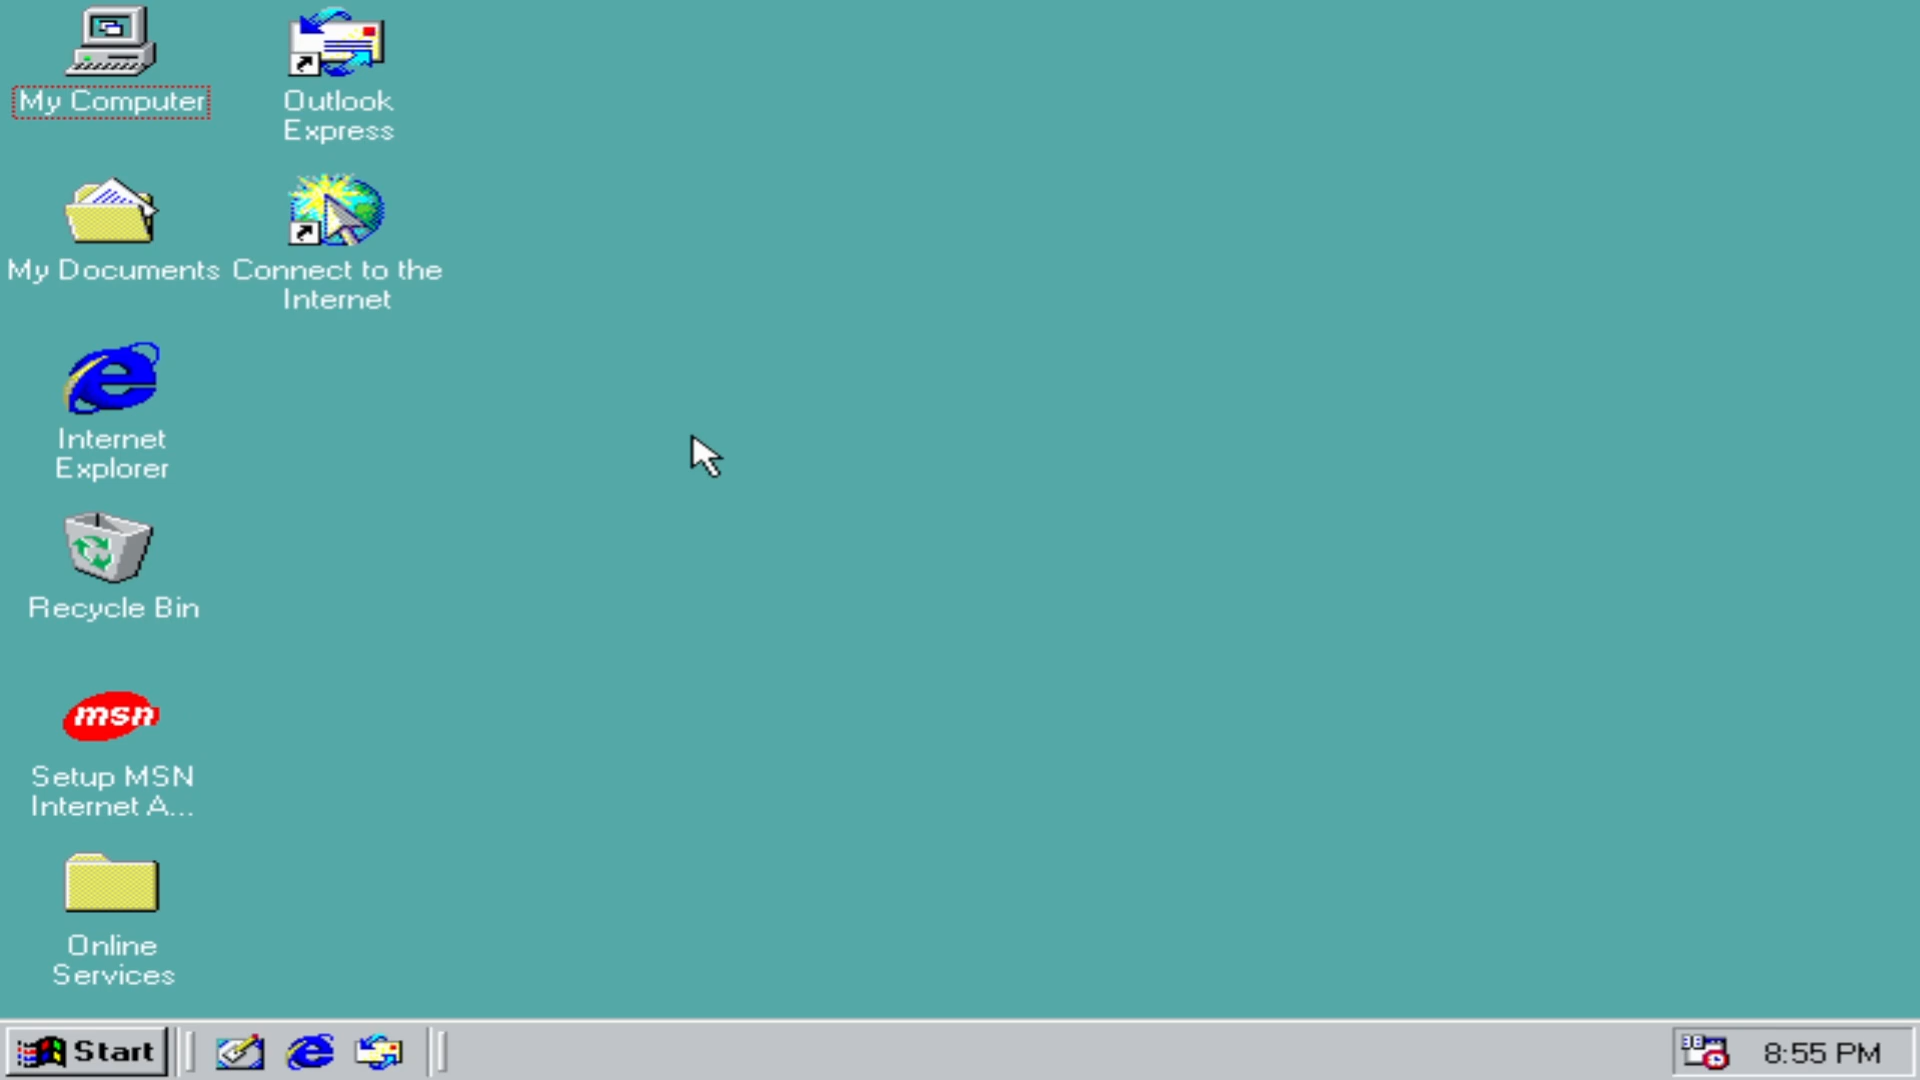 My Computer
Outlook
Express
My Documents
Connect to the
Internet
Internet
Explorer
Recycle Bin
msn
Setup MSN
Internet A...
Online
Services
Start
8:55 PM